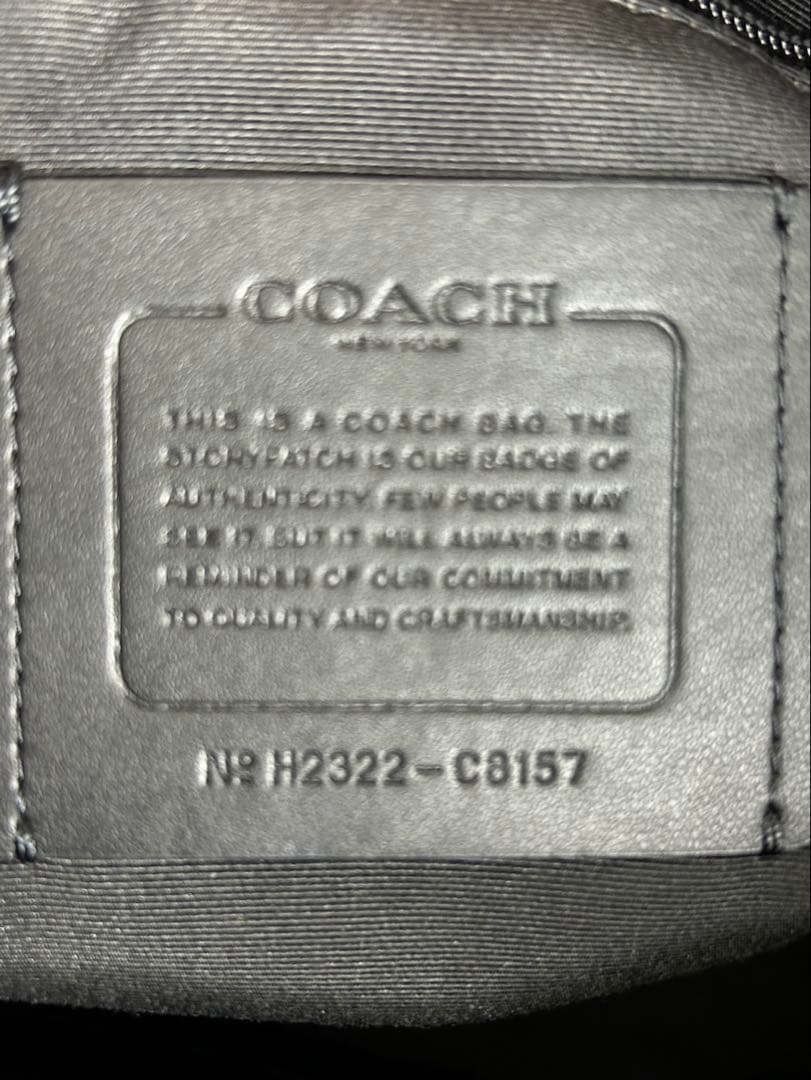 COACH
NEW YORK
THIS IS A COACH BAG. THE
STORYPATCH IS OUR BADGE OF
AUTHENTICITY. FEW PEOPLE MAY
SEE IT, BUT IT WILL ALWAYS BE A
REMINDER OF OUR COMMITMENT
TO QUALITY AND CRAFTSMANSHIP.
Nº H2322-C8157